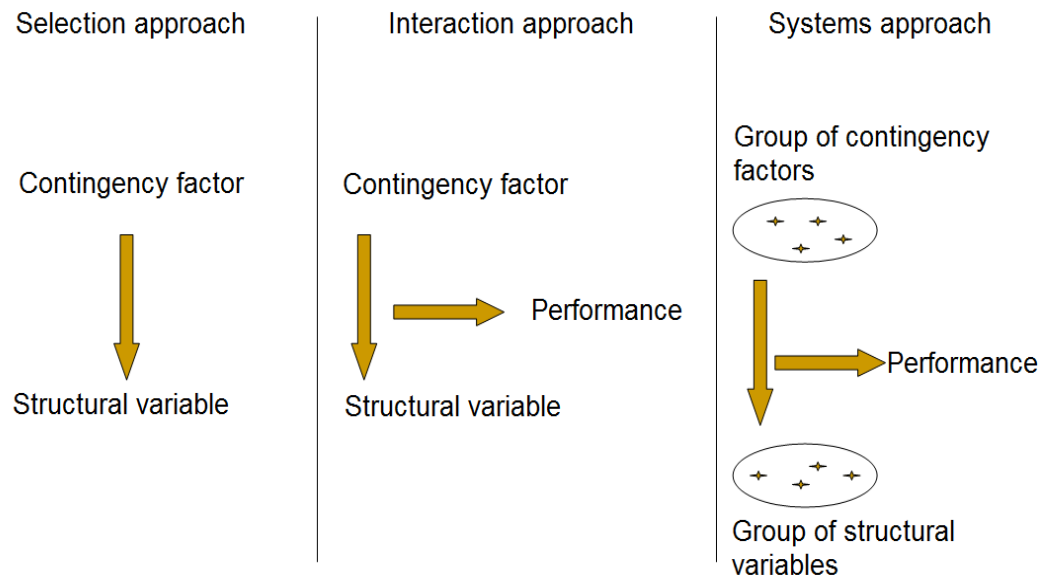 Selection approach
Interaction approach
Systems approach
Contingency factor
Structural variable
Contingency factor
Performance
Structural variable
Group of contingency
factors
Performance
Group of structural
variables